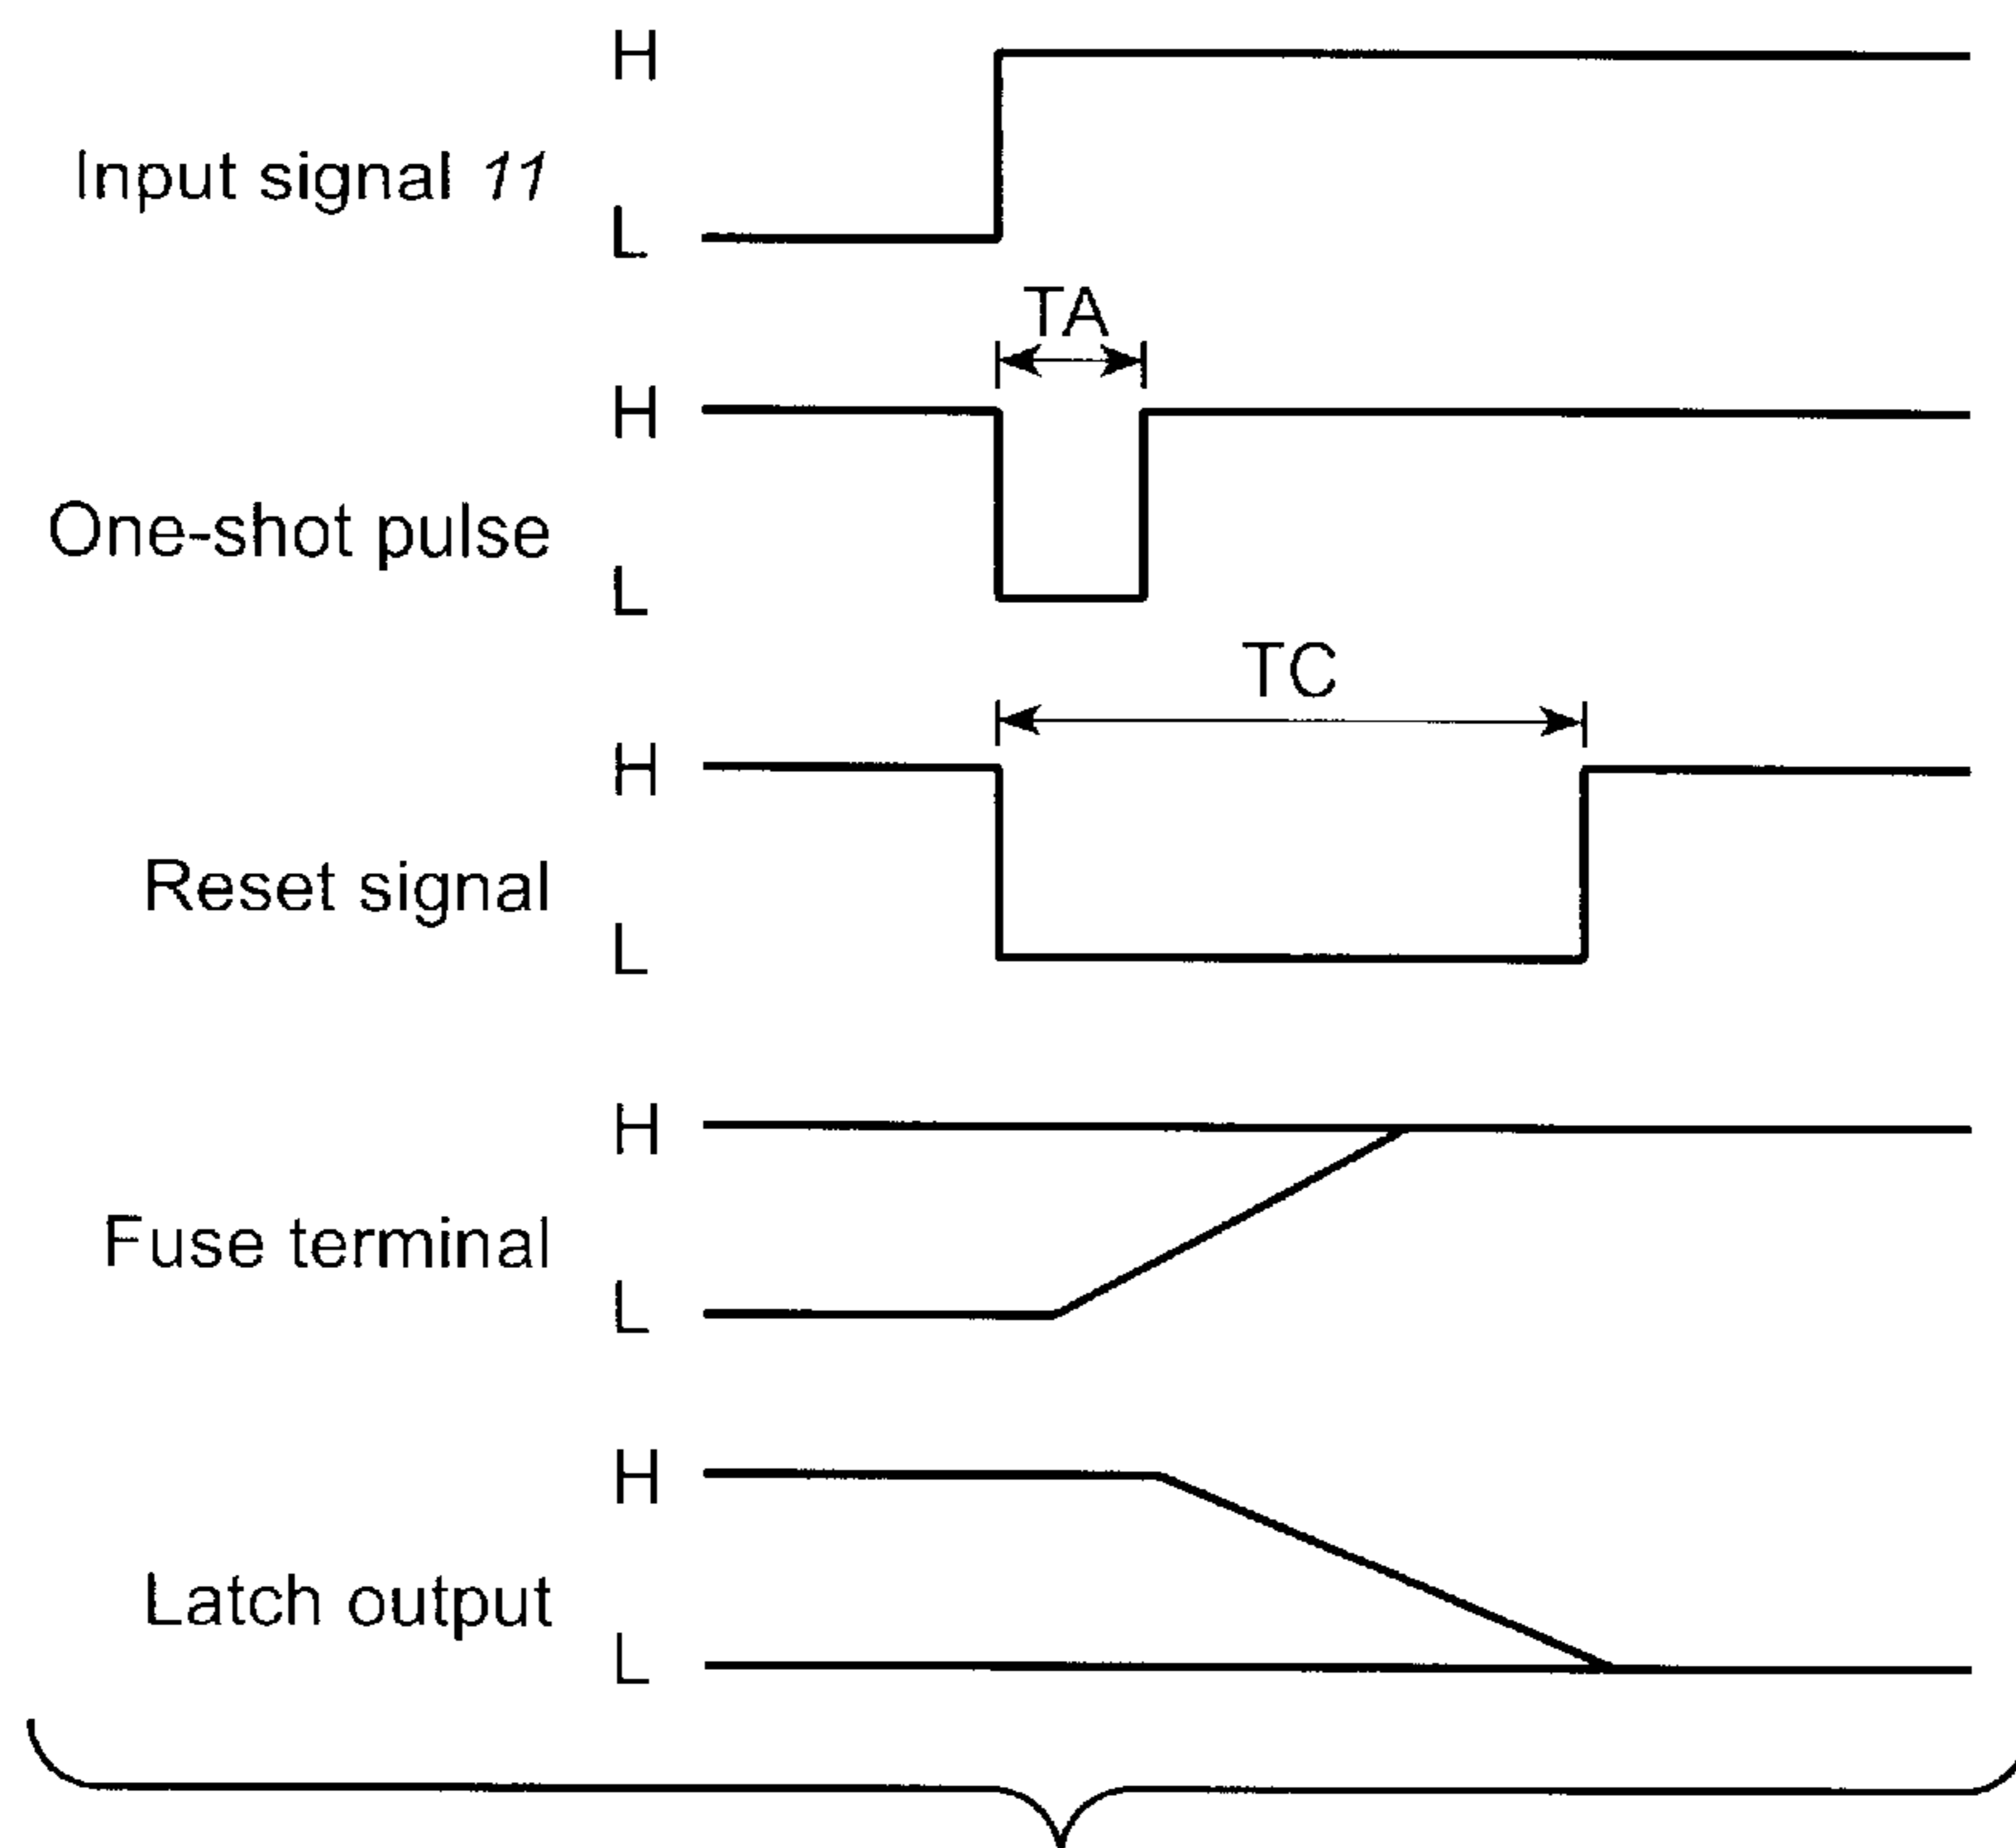 H
Input signal 11
L
TA
H
One-shot pulse
L
TC
H
Reset signal
L
H
Fuse terminal
L
H
Latch output
L